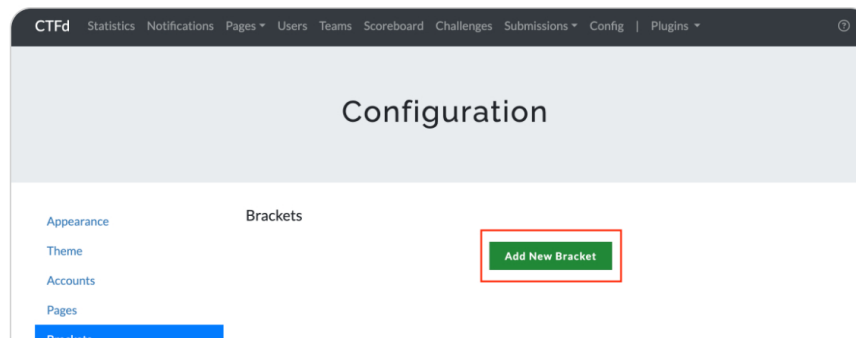 CTFd Statistics Notifications Pages Users Teams Scoreboard Challenges Submissions Config | Plugins
Configuration
Appearance
Brackets
Theme
Add New Bracket
Accounts
Pages
Brackets